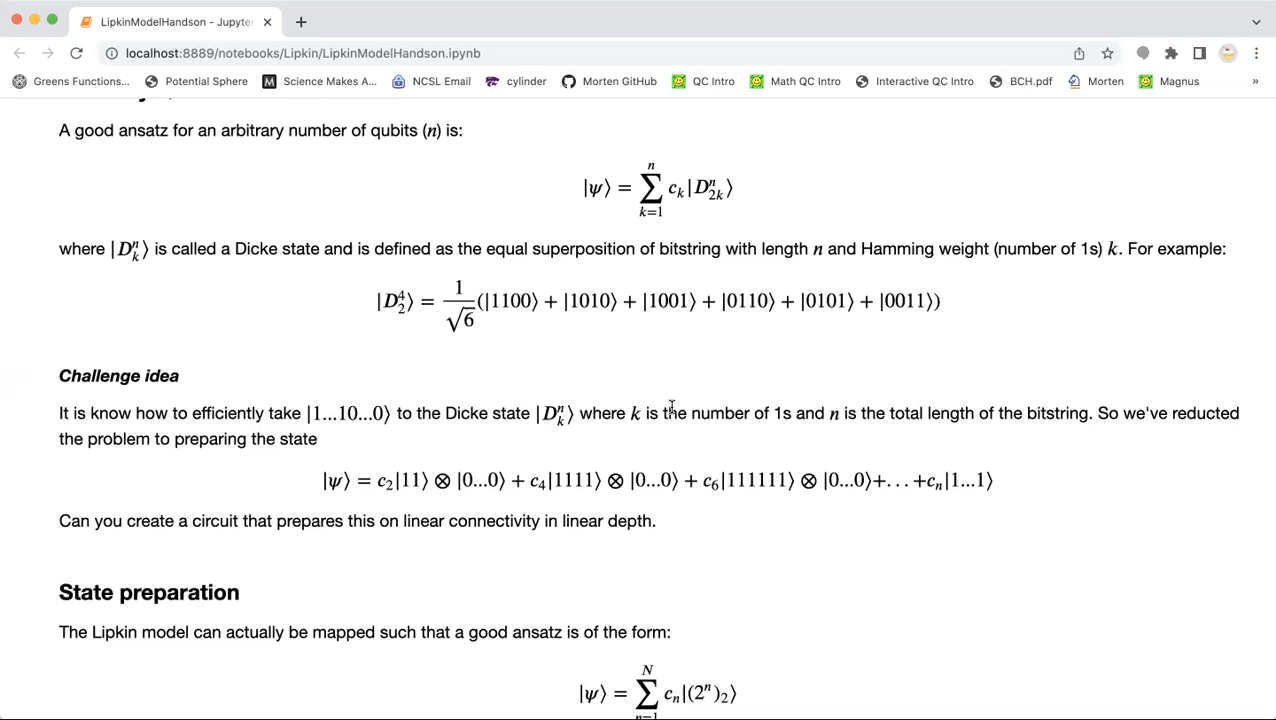 LipkinModelHandson - Jupyte
localhost:8889/notebooks/Lipkin/LipkinModelHandson.ipynb
Greens Functions... Potential Sphere Science Makes A... NCSL Email cylinder Morten GitHub QC Intro Math QC Intro Interactive QC Intro BCH.pdf Morten Magnus »
A good ansatz for an arbitrary number of qubits (n) is:
|ψ⟩ = ∑_{k=1}^{n} c_k|D^n_{2k}⟩
where |D^n_k⟩ is called a Dicke state and is defined as the equal superposition of bitstring with length n and Hamming weight (number of 1s) k. For example:
|D^4_2⟩ = 1/√6 (|1100⟩ + |1010⟩ + |1001⟩ + |0110⟩ + |0101⟩ + |0011⟩)
Challenge idea
It is know how to efficiently take |1...10...0⟩ to the Dicke state |D^n_k⟩ where k is the number of 1s and n is the total length of the bitstring. So we've reducted
the problem to preparing the state
|ψ⟩ = c_2|11⟩ ⊗ |0...0⟩ + c_4|1111⟩ ⊗ |0...0⟩ + c_6|111111⟩ ⊗ |0...0⟩+. . . +c_n|1...1⟩
Can you create a circuit that prepares this on linear connectivity in linear depth.
State preparation
The Lipkin model can actually be mapped such that a good ansatz is of the form:
|ψ⟩ = ∑_{n=1}^{N} c_n|(2^n)_2⟩